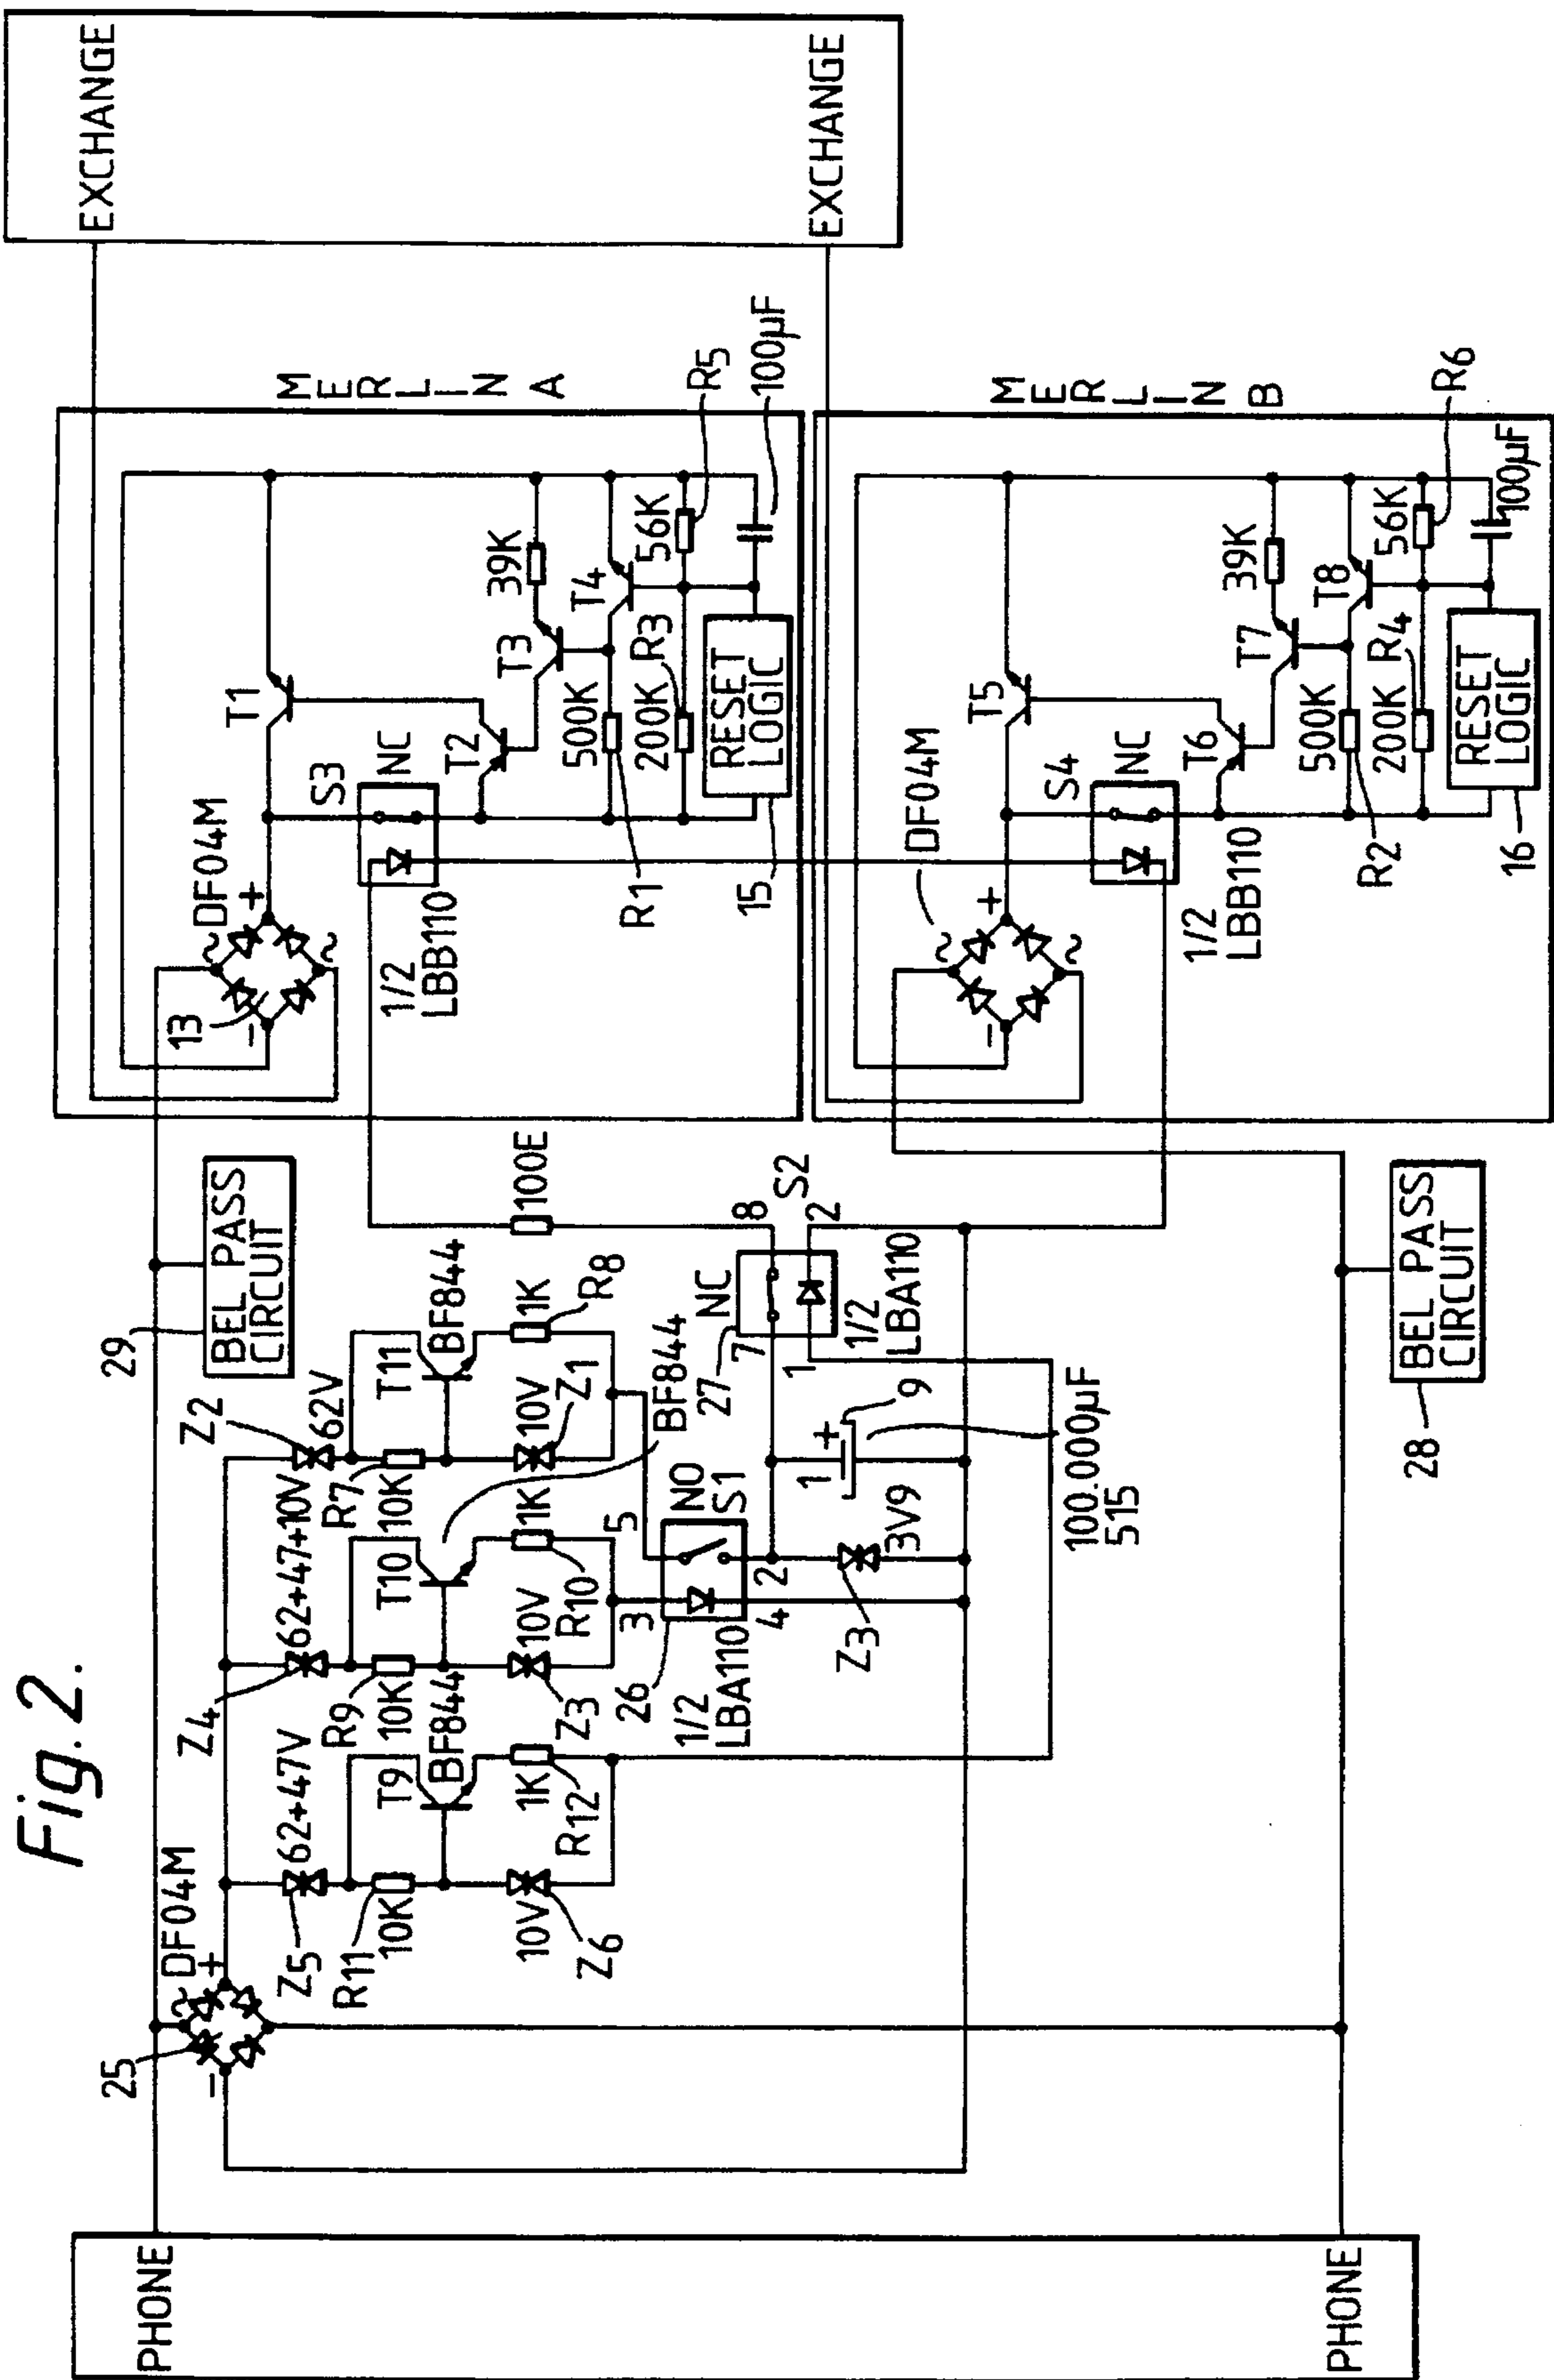 Fig. 2.
PHONE
PHONE
EXCHANGE
EXCHANGE
25
DF04M
~
+
−
Z5
62+47V
R11
10K
T9
BF844
10V
Z6
1K
R12
Z4
62+47+10V
R9
10K
T10
BF844
10V
Z3
1K
R10
Z2
62V
R7
10K
T11
BF844
10V
Z1
1K
R8
29
BEL PASS
CIRCUIT
3
5
NO
S1
26
1/2
LBA110
4
2
Z3
3V9
1
+
9
100.000µF
515
27
NC
7
8
S2
1
2
1/2
LBA110
100E
28
BEL PASS
CIRCUIT
MERLIN A
13
DF04M
~
+
−
~
T1
S3
NC
1/2
LBB110
T2
T3
39K
T4
500K
R1
200K
R3
56K
R5
RESET
LOGIC
15
100µF
MERLIN B
DF04M
~
+
−
~
T5
S4
NC
1/2
LBB110
T6
T7
39K
T8
500K
R2
200K
R4
56K
R6
RESET
LOGIC
16
100µF